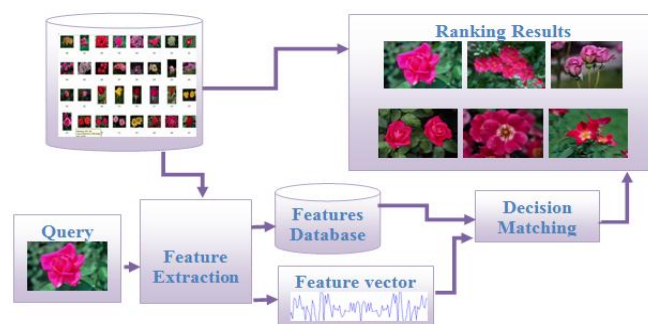 Ranking Results
Query
Feature
Extraction
Features
Database
Feature vector
Decision
Matching